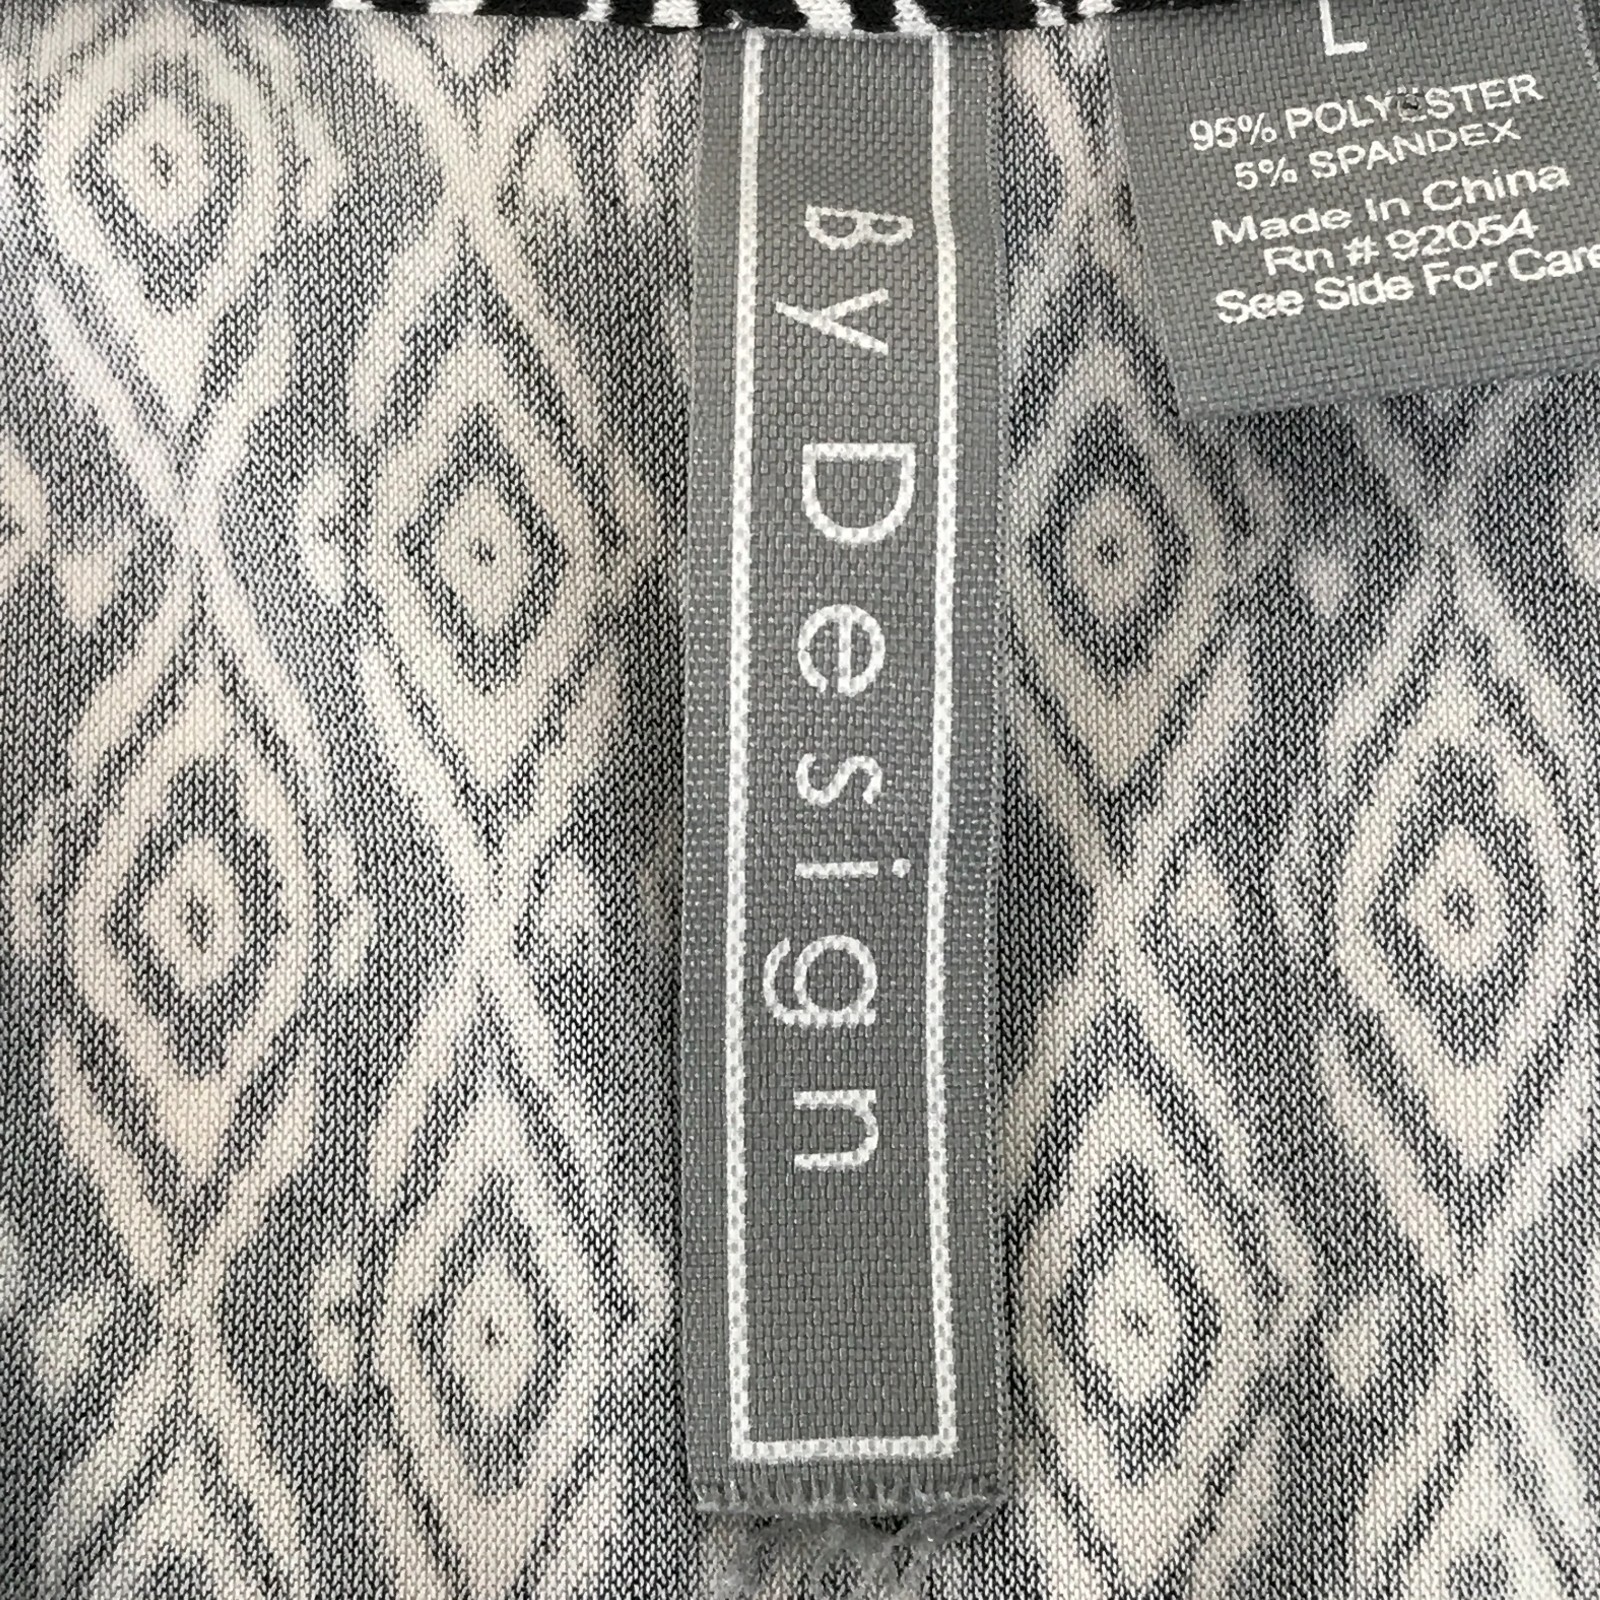 By Design
L
95% POLYESTER
5% SPANDEX
Made In China
Rn # 92054
See Side For Care